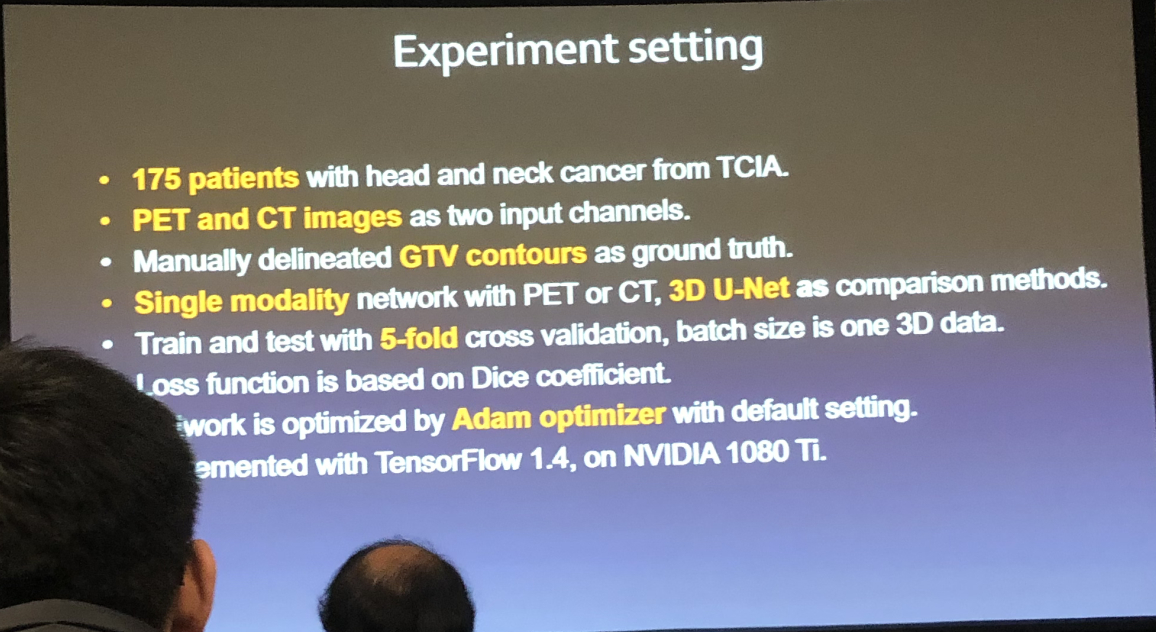 Experiment setting
• 175 patients with head and neck cancer from TCIA.
• PET and CT images as two input channels.
• Manually delineated GTV contours as ground truth.
• Single modality network with PET or CT, 3D U-Net as comparison methods.
• Train and test with 5-fold cross validation, batch size is one 3D data.
Loss function is based on Dice coefficient.
work is optimized by Adam optimizer with default setting.
emented with TensorFlow 1.4, on NVIDIA 1080 Ti.